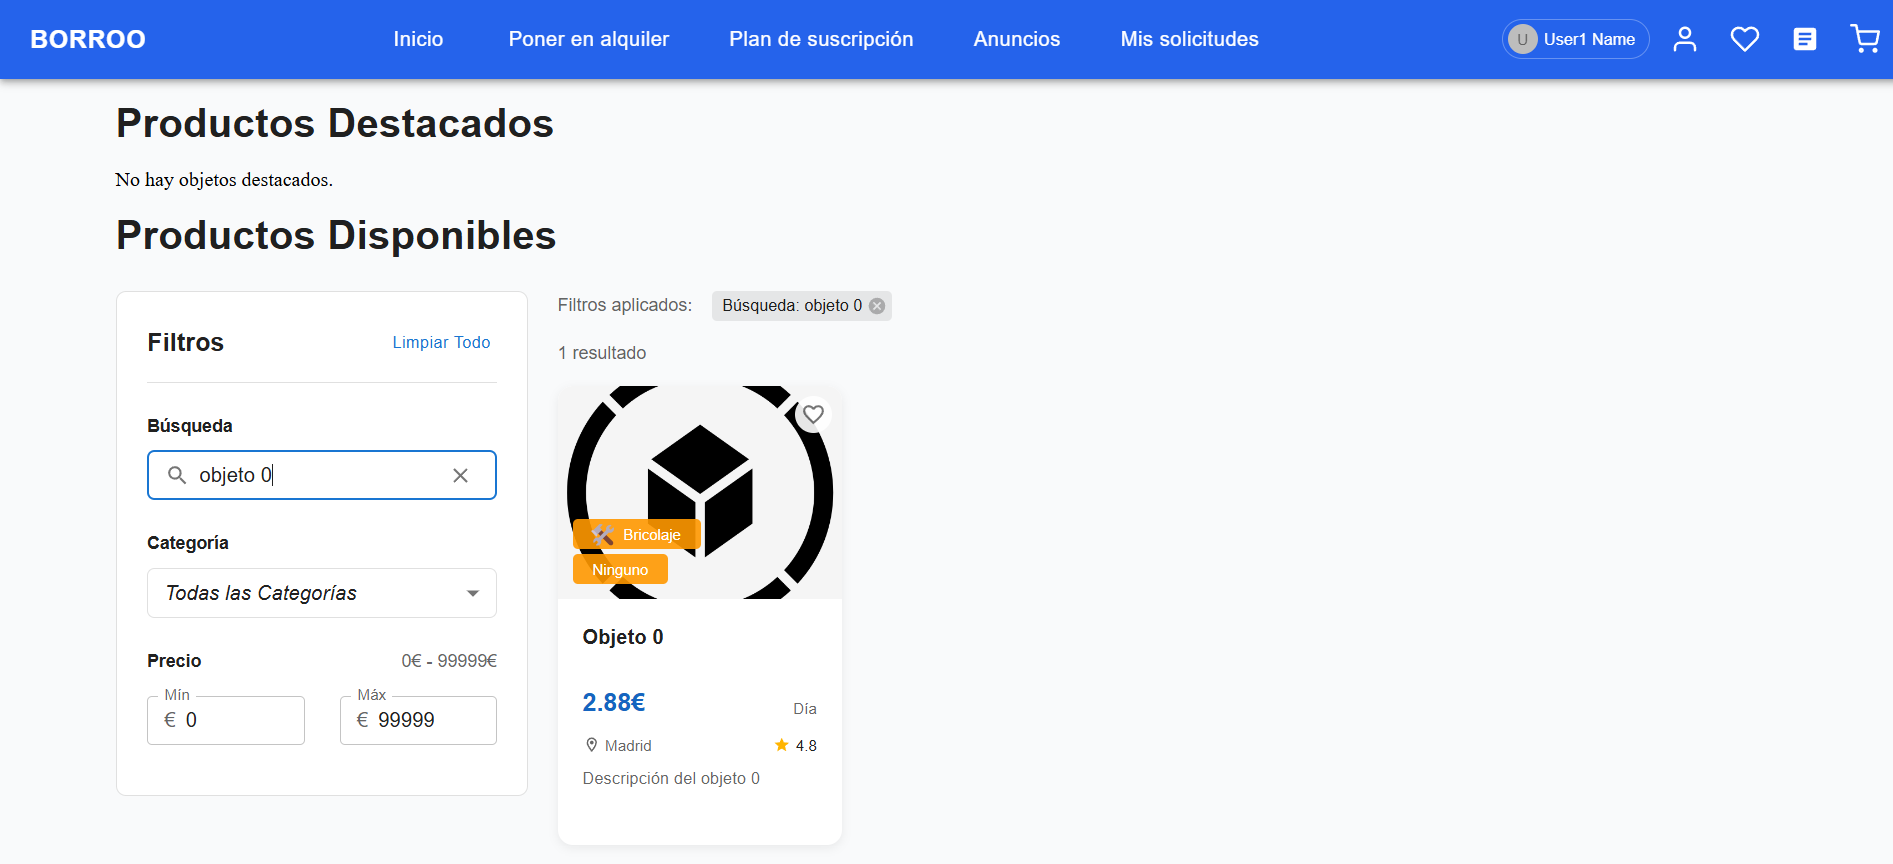 BORROO
Inicio
Poner en alquiler
Plan de suscripción
Anuncios
Mis solicitudes
U
User1 Name
Productos Destacados
No hay objetos destacados.
Productos Disponibles
Filtros
Limpiar Todo
Búsqueda
objeto 0
Categoría
Todas las Categorías
Precio
0€ - 99999€
Mín
€ 0
Máx
€ 99999
Filtros aplicados:
Búsqueda: objeto 0
1 resultado
Bricolaje
Ninguno
Objeto 0
2.88€
Día
Madrid
4.8
Descripción del objeto 0